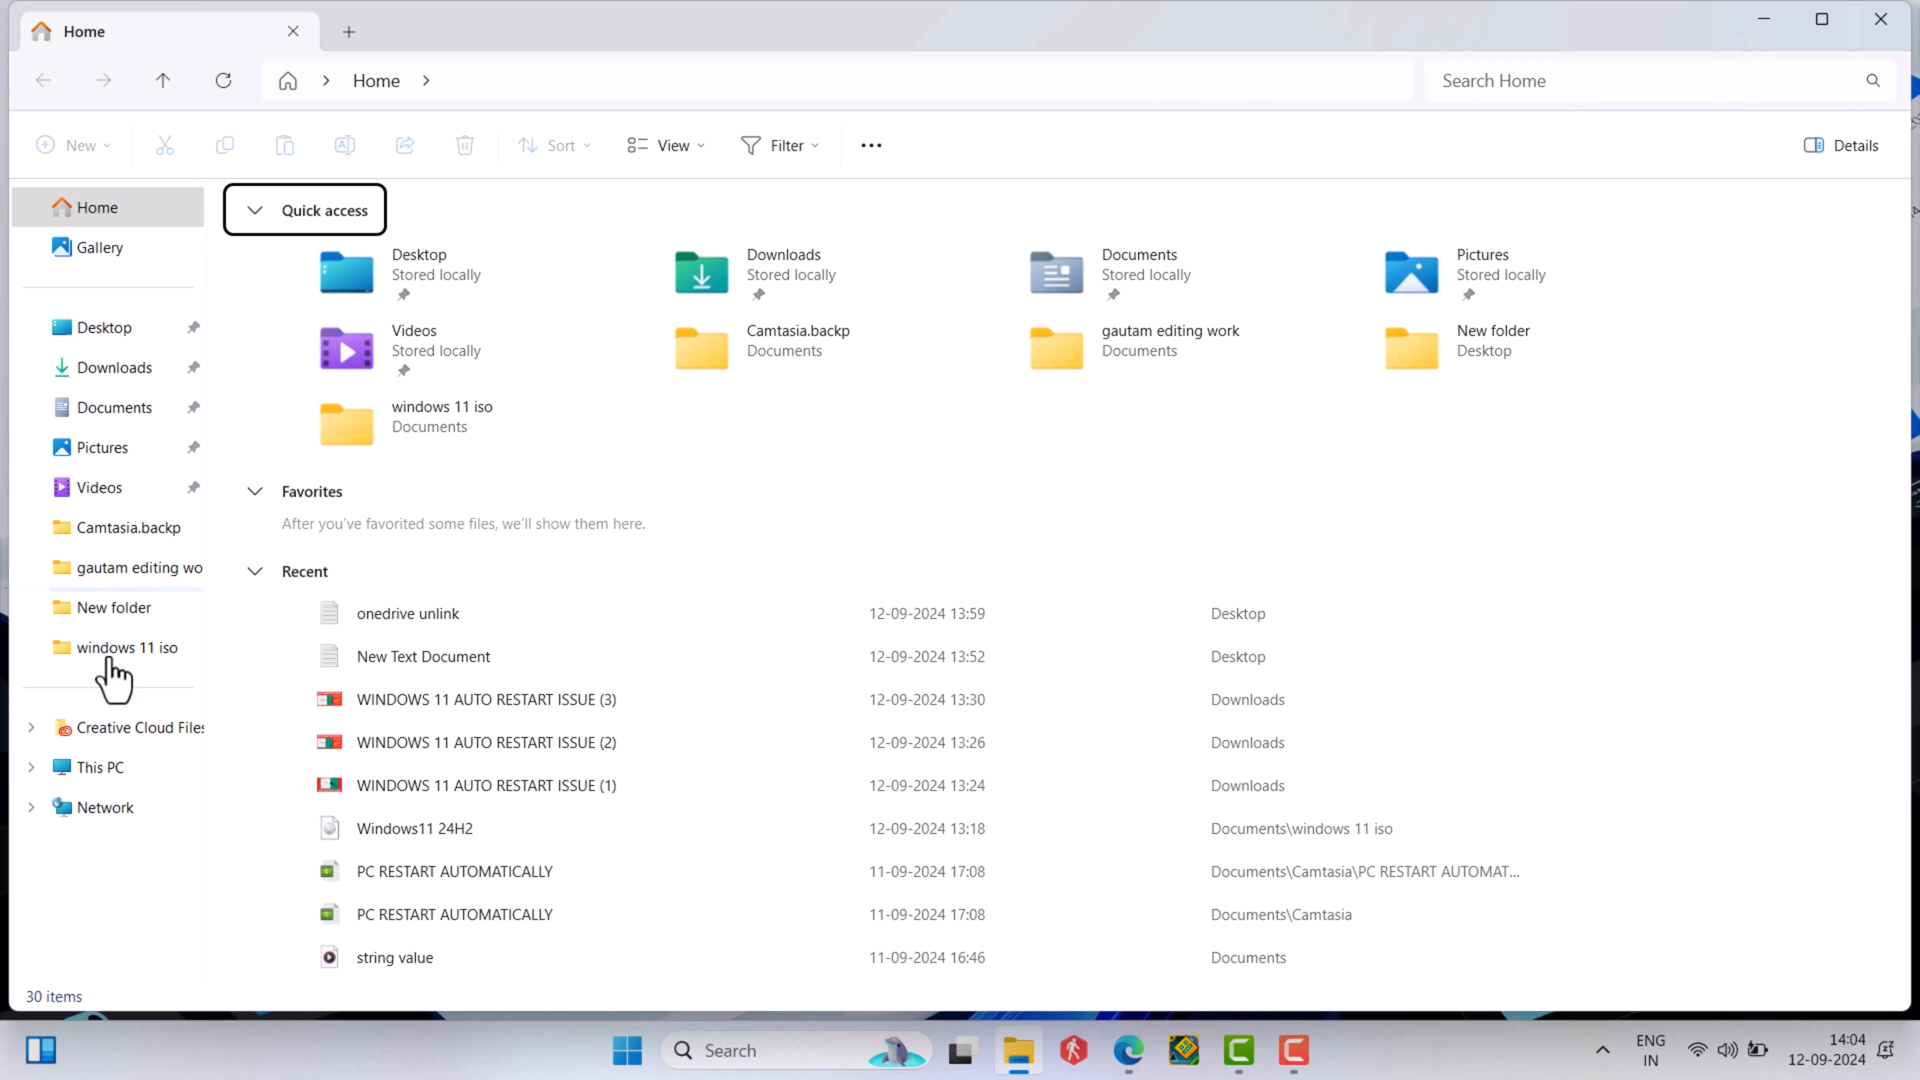 Home
Home
Search Home
New
Sort
View
Filter
Details
Home
Gallery
Desktop
Downloads
Documents
Pictures
Videos
Camtasia.backp
gautam editing wo
New folder
windows 11 iso
Creative Cloud Files
This PC
Network
Quick access
Desktop
Stored locally
Downloads
Stored locally
Documents
Stored locally
Pictures
Stored locally
Videos
Stored locally
Camtasia.backp
Documents
gautam editing work
Documents
New folder
Desktop
windows 11 iso
Documents
Favorites
After you've favorited some files, we'll show them here.
Recent
onedrive unlink 12-09-2024 13:59 Desktop
New Text Document 12-09-2024 13:52 Desktop
WINDOWS 11 AUTO RESTART ISSUE (3) 12-09-2024 13:30 Downloads
WINDOWS 11 AUTO RESTART ISSUE (2) 12-09-2024 13:26 Downloads
WINDOWS 11 AUTO RESTART ISSUE (1) 12-09-2024 13:24 Downloads
Windows11 24H2 12-09-2024 13:18 Documents\windows 11 iso
PC RESTART AUTOMATICALLY 11-09-2024 17:08 Documents\Camtasia\PC RESTART AUTOMAT...
PC RESTART AUTOMATICALLY 11-09-2024 17:08 Documents\Camtasia
string value 11-09-2024 16:46 Documents
30 items
Search
ENG
IN
14:04
12-09-2024